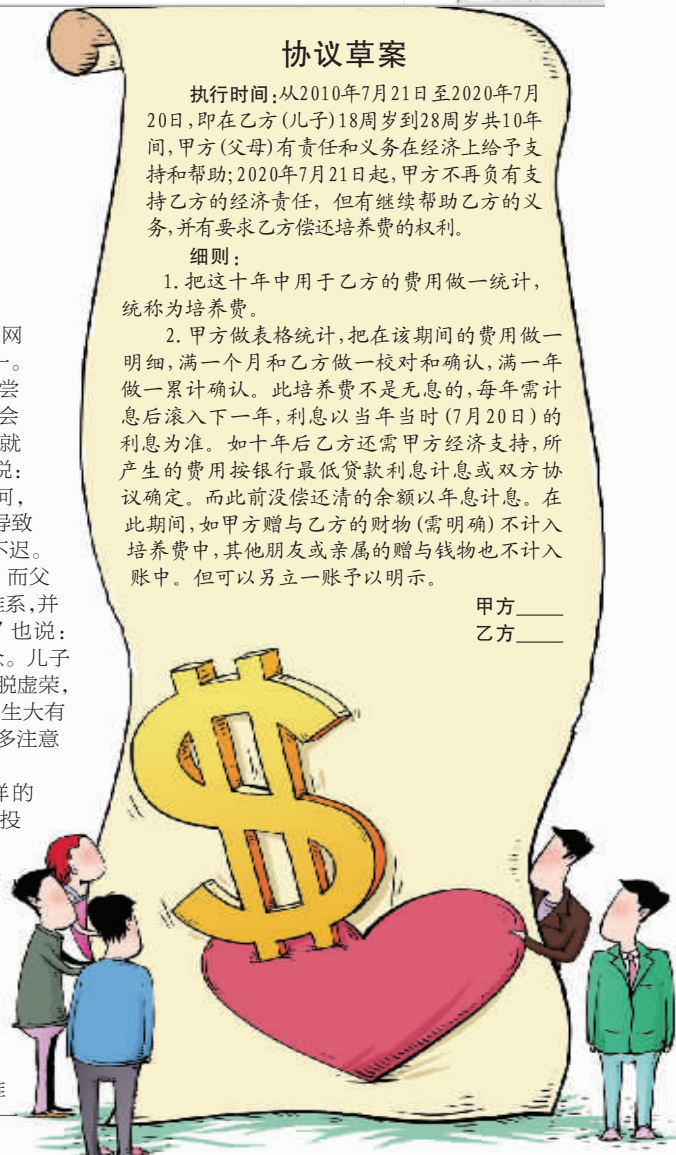 协议草案
执行时间:从2010年7月21日至2020年7月
20日,即在乙方(儿子)18周岁到28周岁共10年
间,甲方(父母)有责任和义务在经济上给予支
持和帮助;2020年7月21日起,甲方不再负有支
持乙方的经济责任，但有继续帮助乙方的义
务,并有要求乙方偿还培养费的权利。
细则：
1.把这十年中用于乙方的费用做一统计，
统称为培养费。
2.甲方做表格统计,把在该期间的费用做一
明细,满一个月和乙方做一校对和确认,满一年
做一累计确认。此培养费不是无息的,每年需计
息后滚入下一年,利息以当年当时(7月20日)的
利息为准。如十年后乙方还需甲方经济支持,所
产生的费用按银行最低贷款利息计息或双方协
议确定。而此前没偿还清的余额以年息计息。在
此期间,如甲方赠与乙方的财物(需明确)不计入
培养费中,其他朋友或亲属的赠与钱物也不计入
账中。但可以另立一账予以明示。
甲方____
乙方____
网
尝
会
就
说：
导致
不迟。
而父
系,并
”也说：
儿子
脱虚荣,
生大有
多注意
样的
投